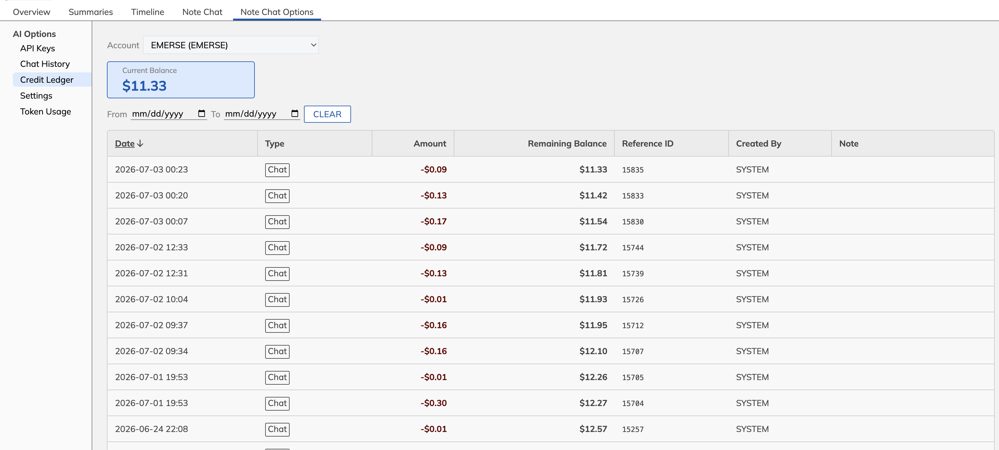 Overview Summaries Timeline Note Chat Note Chat Options
AI Options
API Keys
Chat History
Credit Ledger
Settings
Token Usage
Account EMERSE (EMERSE)
Current Balance
$11.33
From mm/dd/yyyy To mm/dd/yyyy CLEAR
Date↓ Type Amount Remaining Balance Reference ID Created By Note
2026-07-03 00:23 Chat -$0.09 $11.33 15835 SYSTEM
2026-07-03 00:20 Chat -$0.13 $11.42 15833 SYSTEM
2026-07-03 00:07 Chat -$0.17 $11.54 15830 SYSTEM
2026-07-02 12:33 Chat -$0.09 $11.72 15744 SYSTEM
2026-07-02 12:31 Chat -$0.13 $11.81 15739 SYSTEM
2026-07-02 10:04 Chat -$0.01 $11.93 15726 SYSTEM
2026-07-02 09:37 Chat -$0.16 $11.95 15712 SYSTEM
2026-07-02 09:34 Chat -$0.16 $12.10 15707 SYSTEM
2026-07-01 19:53 Chat -$0.01 $12.26 15705 SYSTEM
2026-07-01 19:53 Chat -$0.30 $12.27 15704 SYSTEM
2026-06-24 22:08 Chat -$0.01 $12.57 15257 SYSTEM